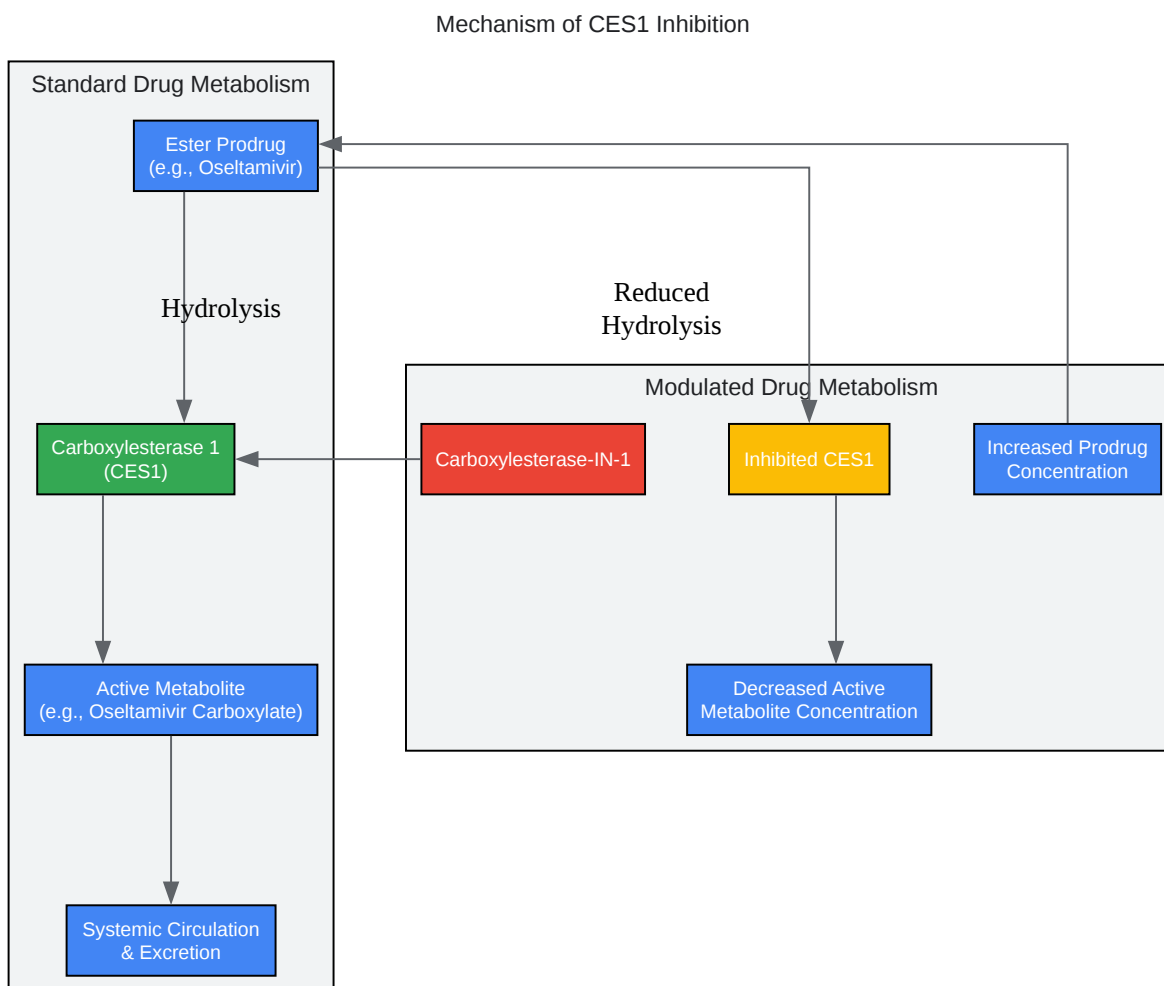 Mechanism of CES1 Inhibition
Standard Drug Metabolism
Ester Prodrug
(e.g., Oseltamivir)
Hydrolysis
Reduced
Hydrolysis
Modulated Drug Metabolism
Carboxylesterase 1
(CES1)
Carboxylesterase-IN-1
Inhibited CES1
Increased Prodrug
Concentration
Active Metabolite
(e.g., Oseltamivir Carboxylate)
Decreased Active
Metabolite Concentration
Systemic Circulation
& Excretion